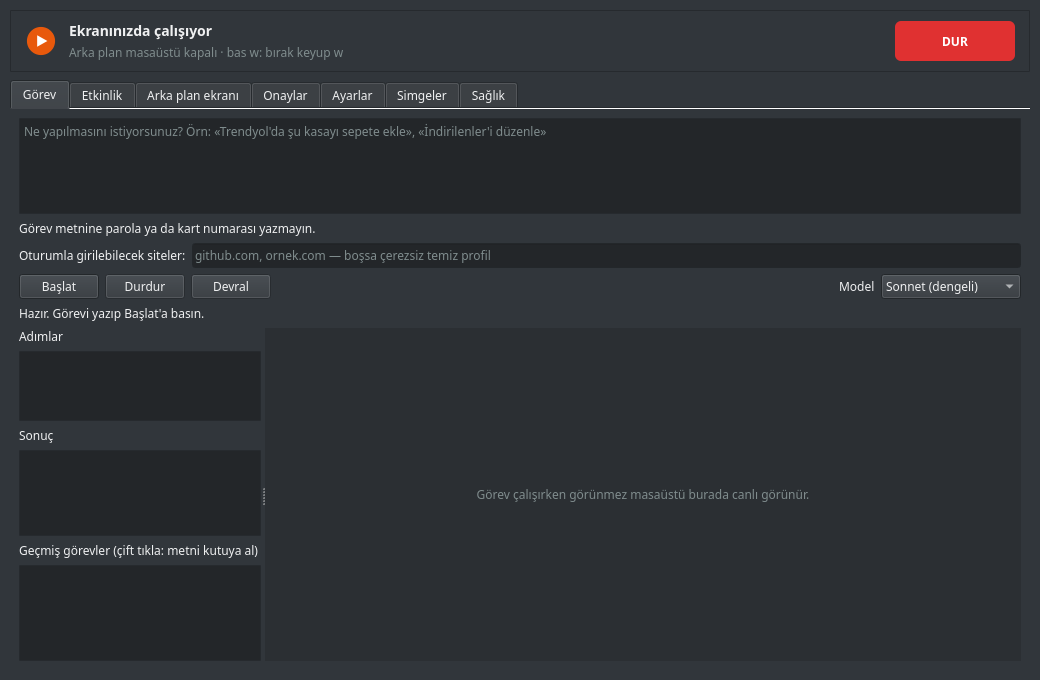 Ekranınızda çalışıyor
Arka plan masaüstü kapalı · bas w: bırak keyup w
DUR
Görev
Etkinlik
Arka plan ekranı
Onaylar
Ayarlar
Simgeler
Sağlık
Ne yapılmasını istiyorsunuz? Örn: «Trendyol'da şu kasayı sepete ekle», «İndirilenler'i düzenle»
Görev metnine parola ya da kart numarası yazmayın.
Oturumla girilebilecek siteler:
github.com, ornek.com — boşsa çerezsiz temiz profil
Başlat
Durdur
Devral
Model
Sonnet (dengeli)
Hazır. Görevi yazıp Başlat'a basın.
Adımlar
Sonuç
Görev çalışırken görünmez masaüstü burada canlı görünür.
Geçmiş görevler (çift tıkla: metni kutuya al)